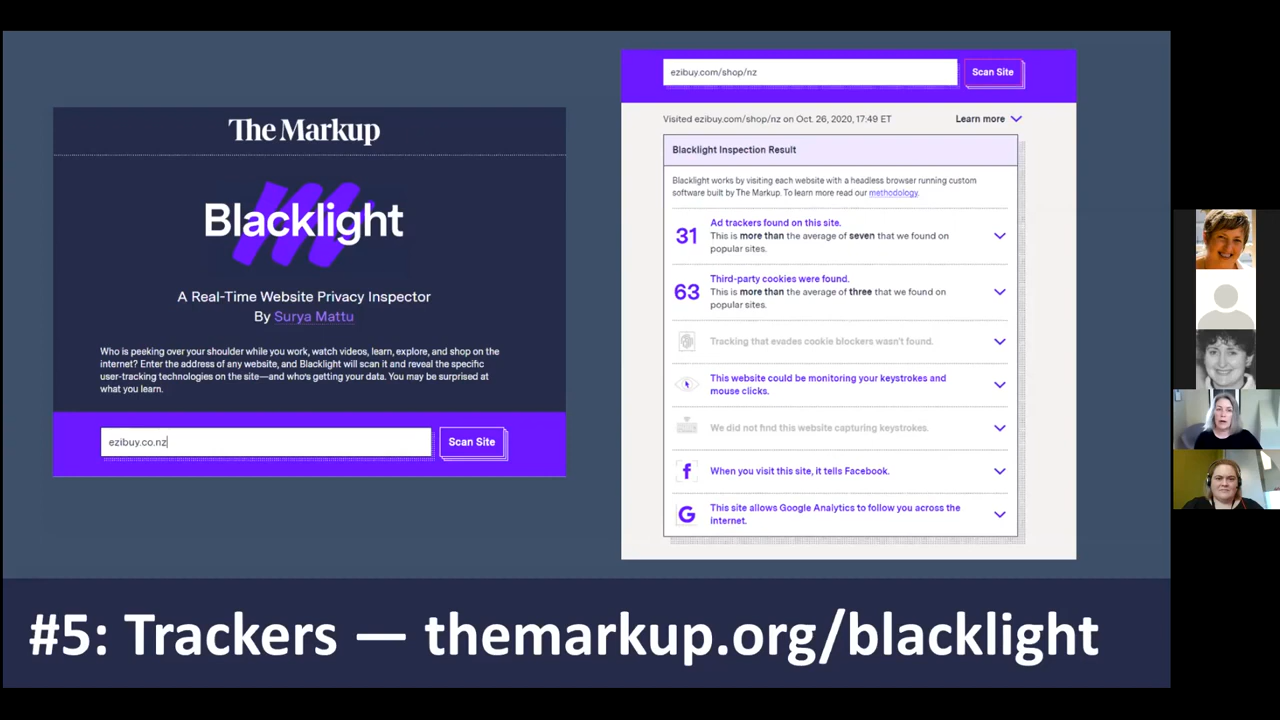 The Markup
Blacklight
A Real-Time Website Privacy Inspector
By Surya Mattu
Who is peeking over your shoulder while you work, watch videos, learn, explore, and shop on the
internet? Enter the address of any website, and Blacklight will scan it and reveal the specific
user-tracking technologies on the site—and who's getting your data. You may be surprised at
what you learn.
ezibuy.co.nz
Scan Site
ezibuy.com/shop/nz
Scan Site
Visited ezibuy.com/shop/nz on Oct. 26, 2020, 17:49 ET
Learn more
Blacklight Inspection Result
Blacklight works by visiting each website with a headless browser running custom
software built by The Markup. To learn more read our methodology.
31
Ad trackers found on this site.
This is more than the average of seven that we found on
popular sites.
63
Third-party cookies were found.
This is more than the average of three that we found on
popular sites.
Tracking that evades cookie blockers wasn't found.
This website could be monitoring your keystrokes and
mouse clicks.
We did not find this website capturing keystrokes.
f
When you visit this site, it tells Facebook.
G
This site allows Google Analytics to follow you across the
internet.
#5: Trackers — themarkup.org/blacklight